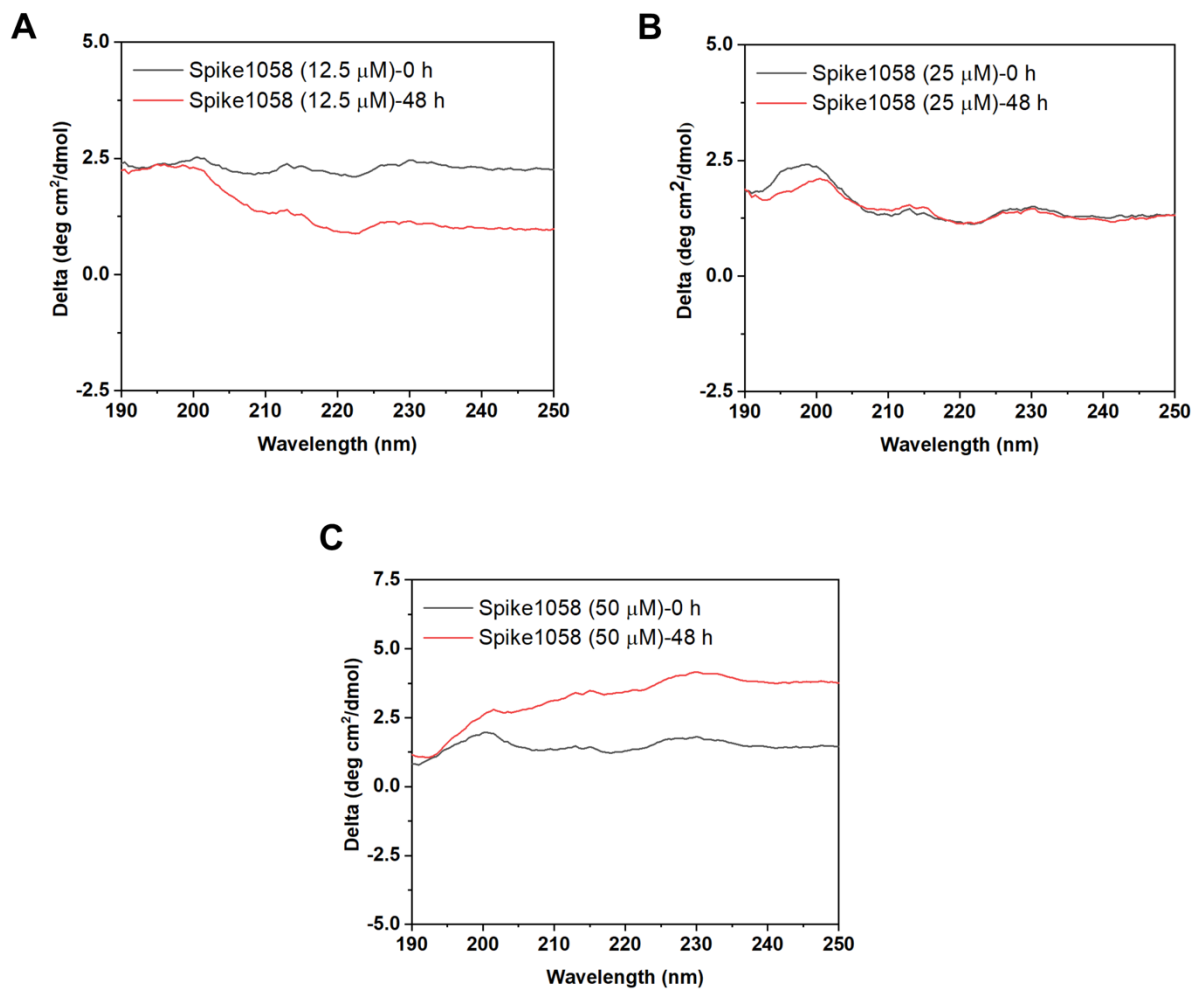 A
5.0
Spike1058 (12.5 μM)-0 h
Spike1058 (12.5 μM)-48 h
2.5
0.0
-2.5
Delta (deg cm²/dmol)
190 200 210 220 230 240 250
Wavelength (nm)
B
5.0
Spike1058 (25 μM)-0 h
Spike1058 (25 μM)-48 h
2.5
0.0
-2.5
Delta (deg cm²/dmol)
190 200 210 220 230 240 250
Wavelength (nm)
C
7.5
Spike1058 (50 μM)-0 h
Spike1058 (50 μM)-48 h
5.0
2.5
0.0
-2.5
-5.0
Delta (deg cm²/dmol)
190 200 210 220 230 240 250
Wavelength (nm)